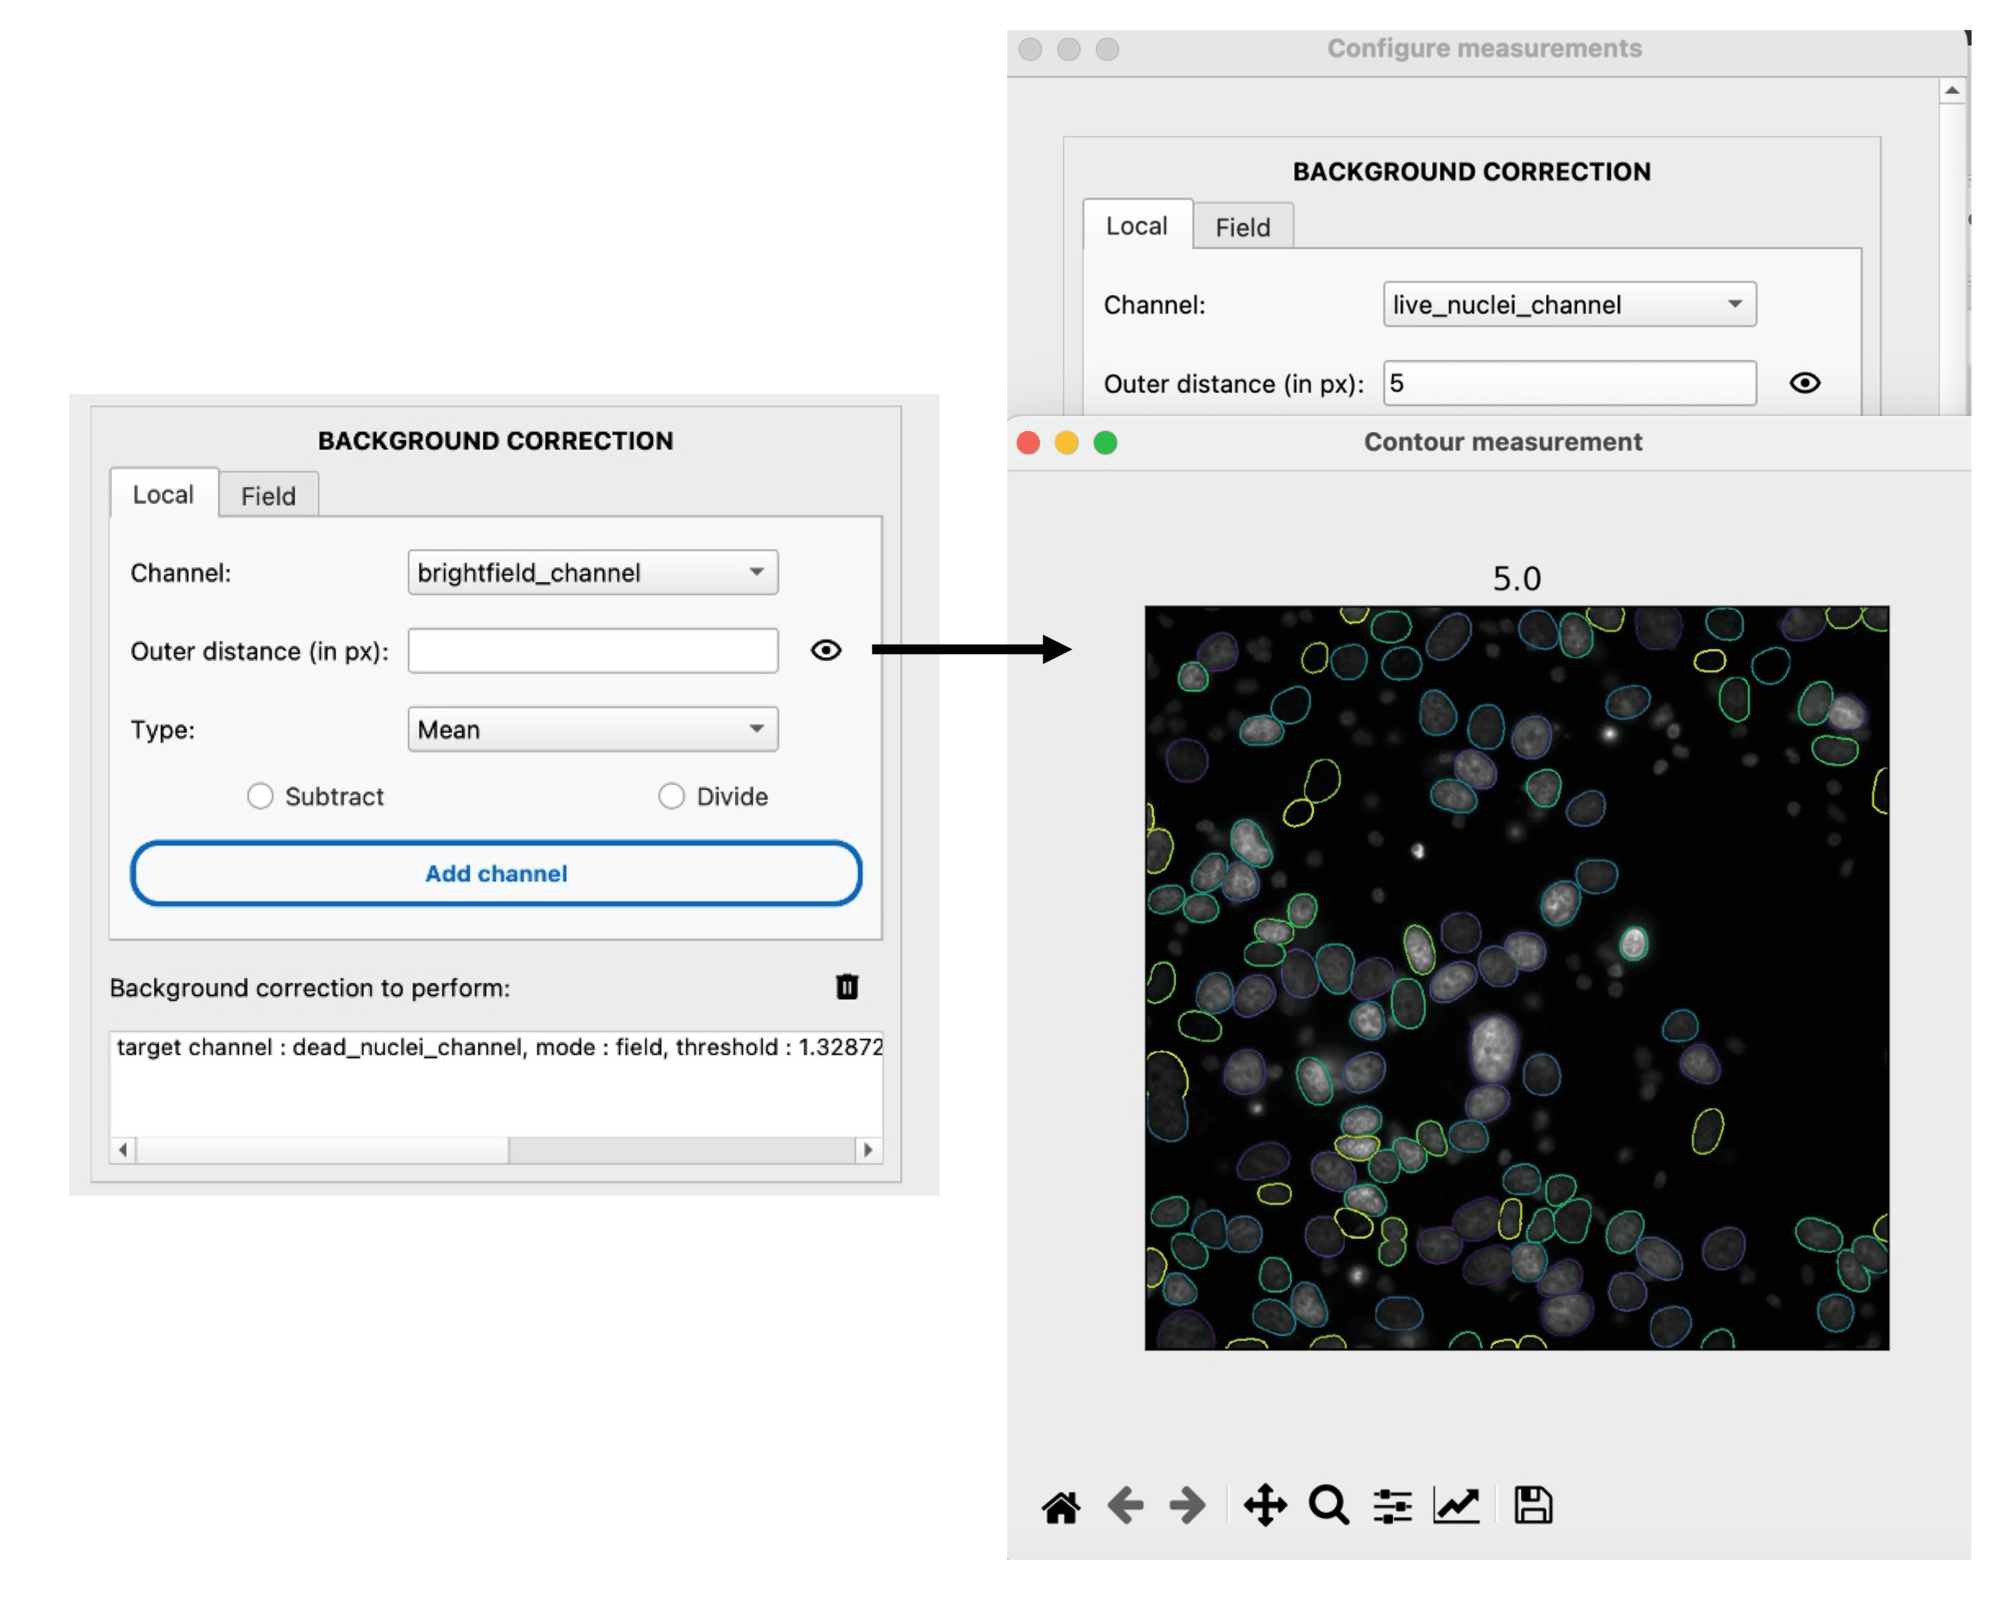 BACKGROUND CORRECTION
Local Field
Channel: brightfield_channel
Outer distance (in px):
Type: Mean
Subtract Divide
Add channel
Background correction to perform:
target channel : dead_nuclei_channel, mode : field, threshold : 1.32872
Configure measurements
BACKGROUND CORRECTION
Local Field
Channel: live_nuclei_channel
Outer distance (in px): 5
Contour measurement
5.0